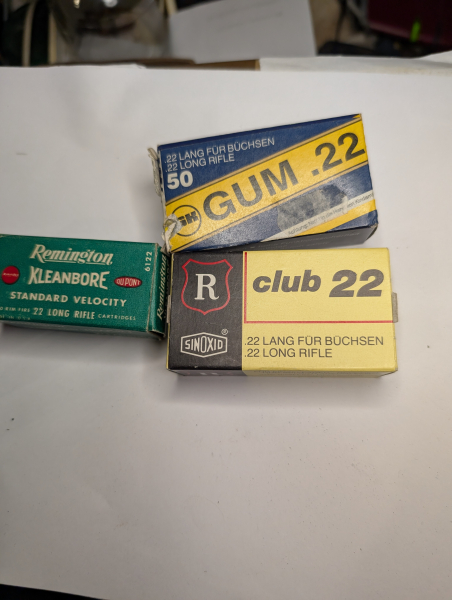 .22 LANG FÜR BÜCHSEN
.22 LONG RIFLE
50
GUM .22
Remington
KLEANBORE
DU PONT
STANDARD VELOCITY
22 LONG RIFLE CARTRIDGES
6122
Remington
R
club 22
SINOXID
®
.22 LANG FÜR BÜCHSEN
.22 LONG RIFLE